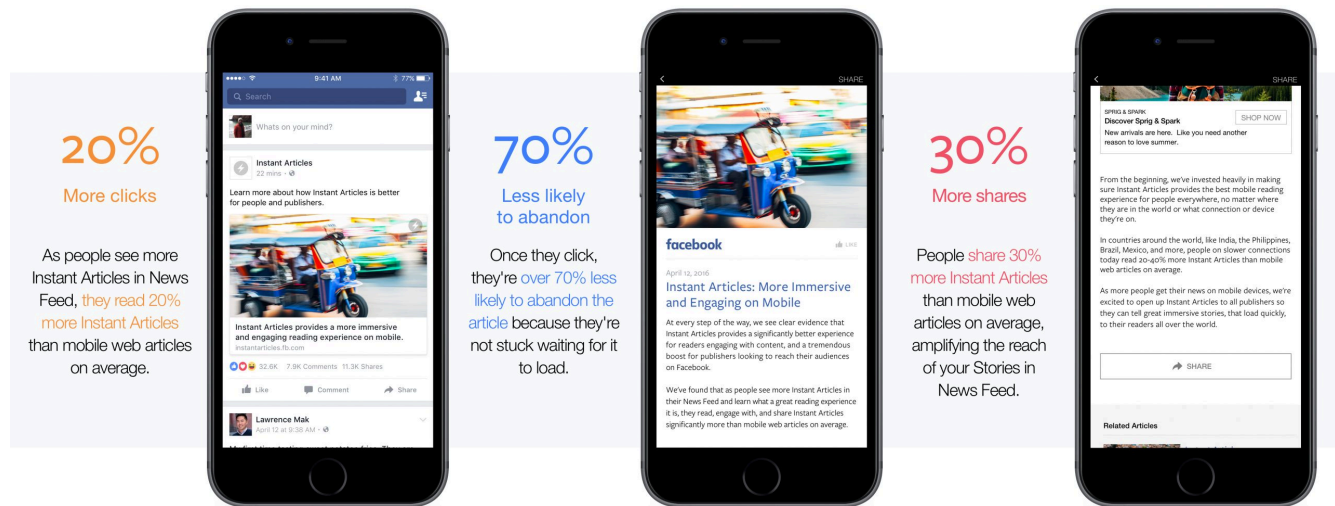 20%
More clicks
As people see more
Instant Articles in News
Feed, they read 20%
more Instant Articles
than mobile web articles
on average.
9:41 AM
77%
Search
Whats on your mind?
Instant Articles
22 mins ·
Learn more about how Instant Articles is better
for people and publishers.
Instant Articles provides a more immersive
and engaging reading experience on mobile.
instantarticles.fb.com
32.6K 7.9K Comments 11.3K Shares
Like Comment Share
Lawrence Mak
April 12 at 9:38 AM ·
70%
Less likely
to abandon
Once they click,
they're over 70% less
likely to abandon the
article because they're
not stuck waiting for it
to load.
SHARE
facebook
LIKE
April 12, 2016
Instant Articles: More Immersive
and Engaging on Mobile
At every step of the way, we see clear evidence that
Instant Articles provides a significantly better experience
for readers engaging with content, and a tremendous
boost for publishers looking to reach their audiences
on Facebook.
We've found that as people see more Instant Articles in
their News Feed and learn what a great reading experience
it is, they read, engage with, and share Instant Articles
significantly more than mobile web articles on average.
30%
More shares
People share 30%
more Instant Articles
than mobile web
articles on average,
amplifying the reach
of your Stories in
News Feed.
SHARE
SPRIG & SPARK
Discover Sprig & Spark
SHOP NOW
New arrivals are here. Like you need another
reason to love summer.
From the beginning, we've invested heavily in making
sure Instant Articles provides the best mobile reading
experience for people everywhere, no matter where
they are in the world or what connection or device
they're on.
In countries around the world, like India, the Philippines,
Brazil, Mexico, and more, people on slower connections
today read 20-40% more Instant Articles than mobile
web articles on average.
As more people get their news on mobile devices, we're
excited to open up Instant Articles to all publishers so
they can tell great immersive stories, that load quickly,
to their readers all over the world.
SHARE
Related Articles